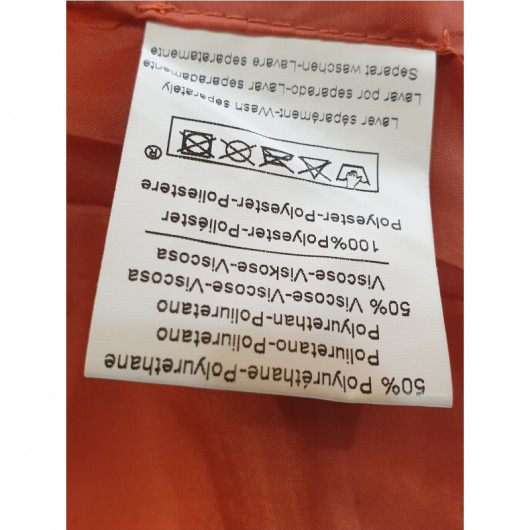 50% Polyuréthane-Polyurethane
Poliuretano-Poliuretano
Polyurethan-Poliuretano
50% Viscose-Viscose-Viscosa
Viscose-Viskose-Viscosa
100%Polyester-Poliéster
Polyester-Polyester-Poliestere
®
Laver séparément-Wash separately
Lavar por separado-Lavar separadamente
Separat waschen-Lavare separatamente